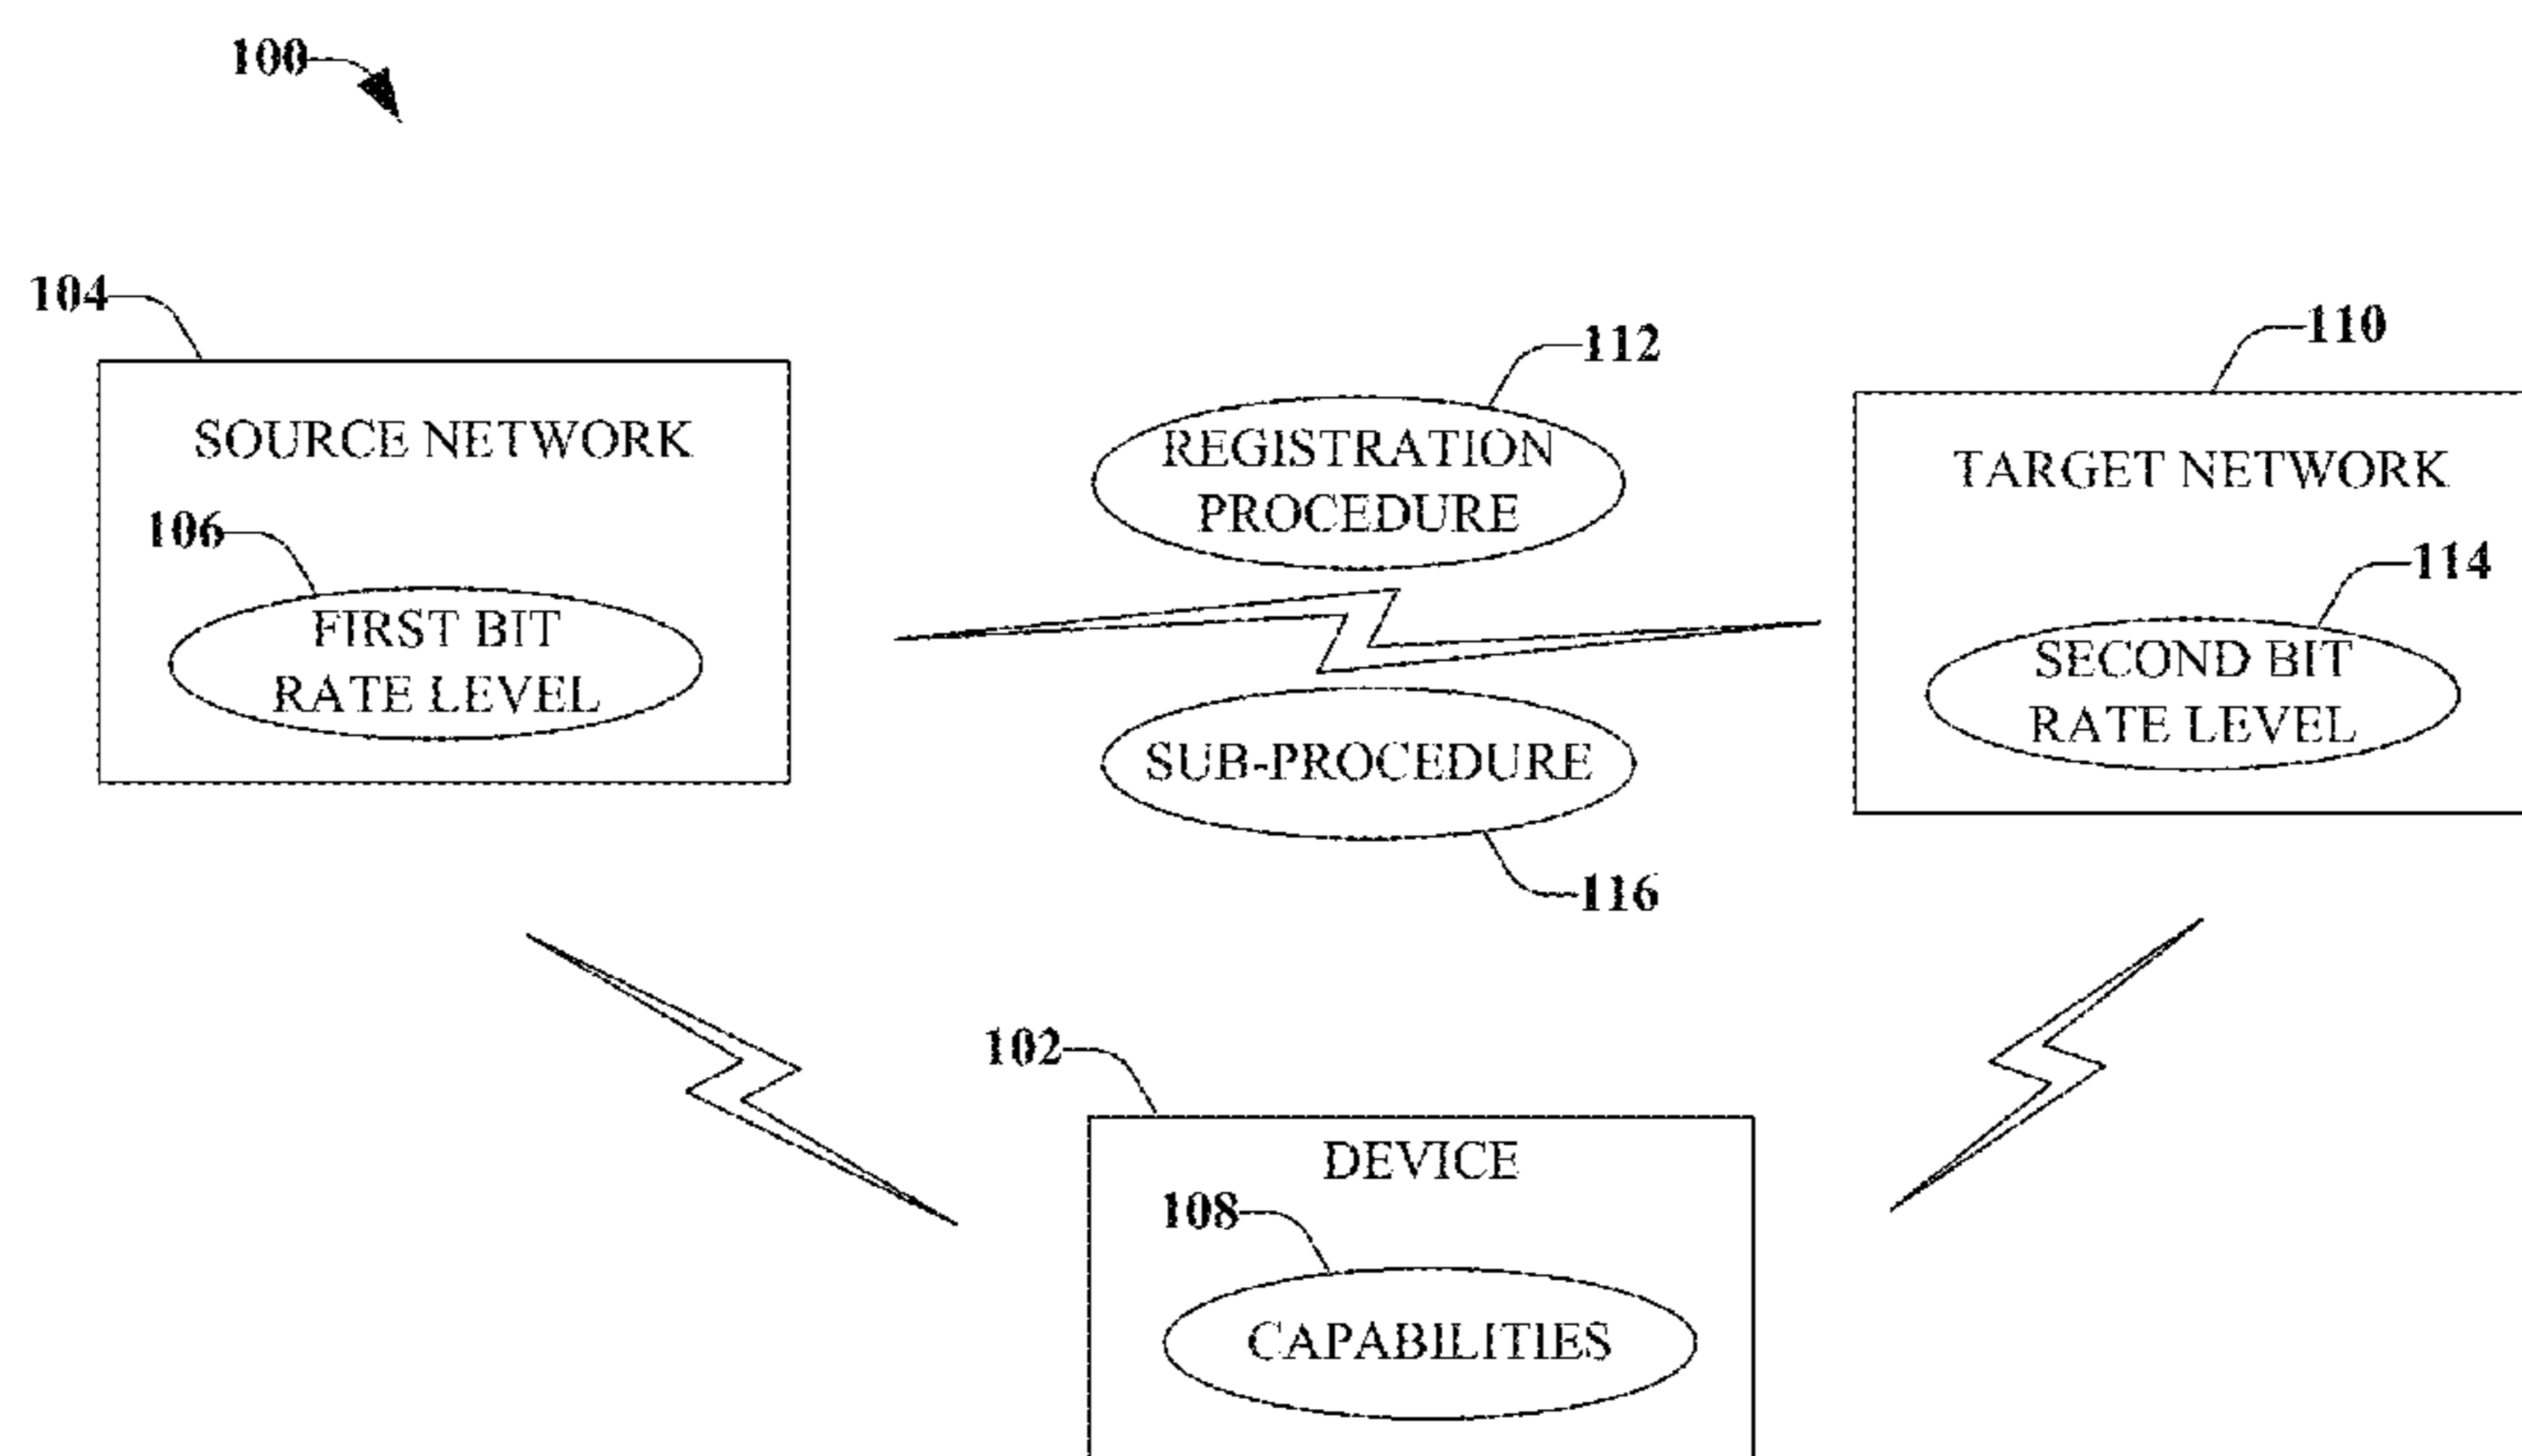 100
104
SOURCE NETWORK
106
FIRST BIT
RATE LEVEL
112
REGISTRATION
PROCEDURE
SUB-PROCEDURE
116
110
TARGET NETWORK
114
SECOND BIT
RATE LEVEL
102
DEVICE
108
CAPABILITIES